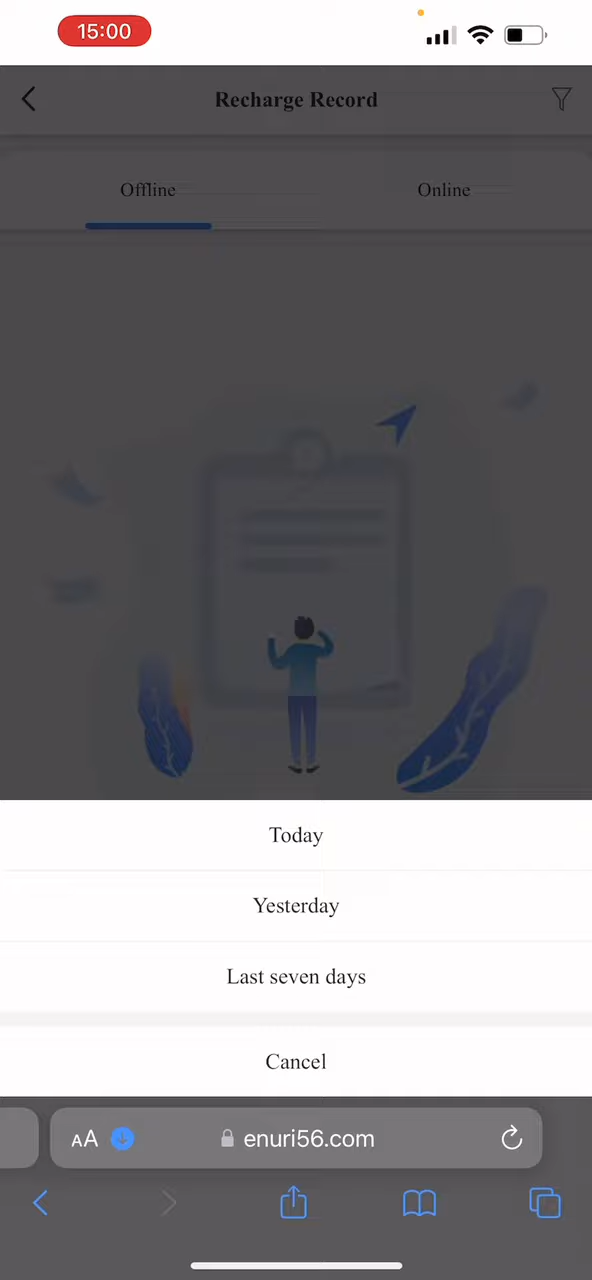 15:00
Recharge Record
Offline
Online
Today
Yesterday
Last seven days
Cancel
AA
enuri56.com